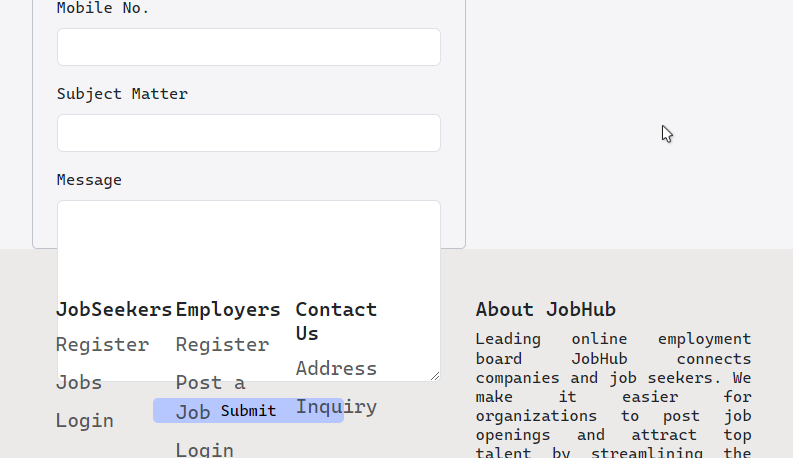 Mobile No.
Subject Matter
Message
JobSeekers
Register
Jobs
Login
Employers
Register
Post a
Job
Login
Submit
Contact
Us
Address
Inquiry
About JobHub
Leading online employment
board JobHub connects
companies and job seekers. We
make it easier for
organizations to post job
openings and attract top
talent by streamlining the